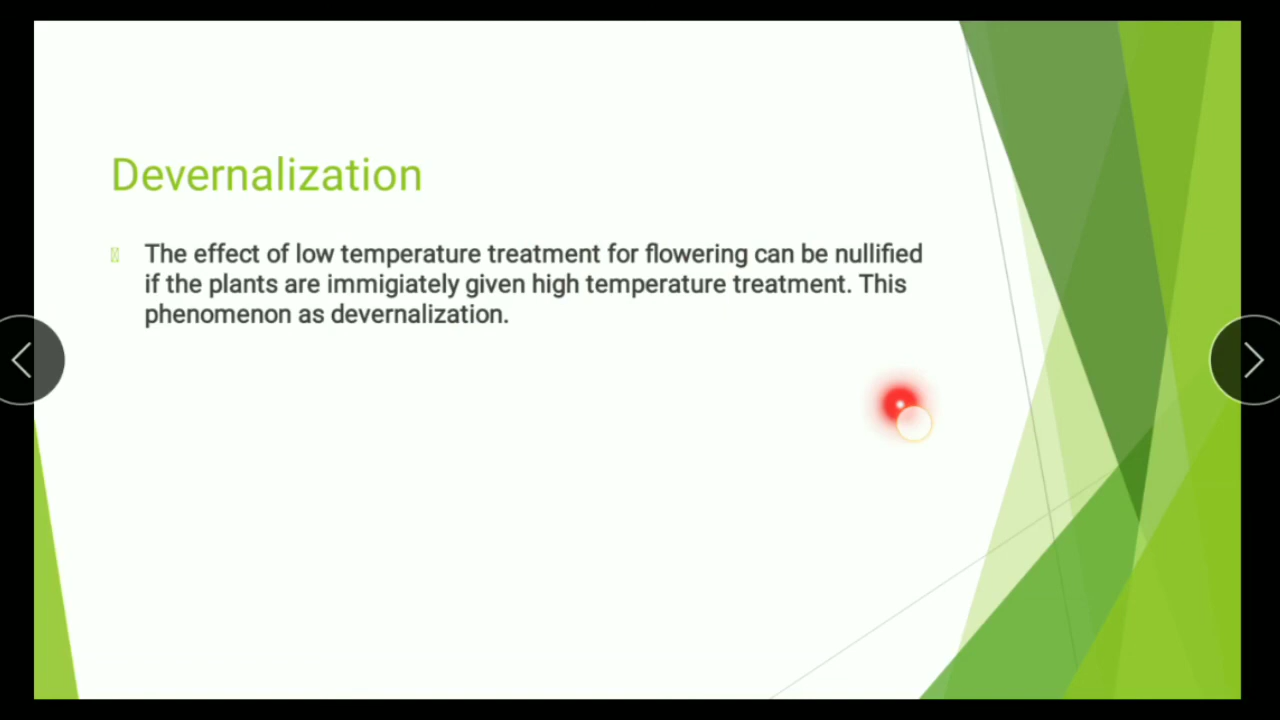 Devernalization
The effect of low temperature treatment for flowering can be nullified
if the plants are immigiately given high temperature treatment. This
phenomenon as devernalization.